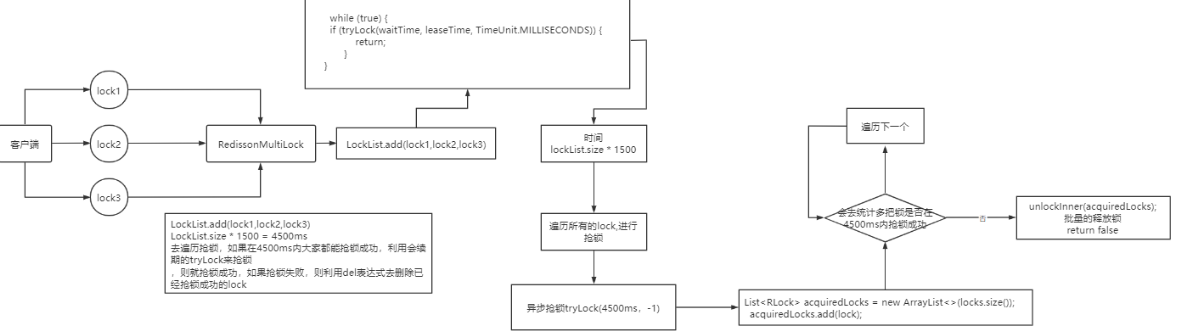 while (true) {
if (tryLock(waitTime, leaseTime, TimeUnit.MILLISECONDS)) {
return;
}
}
客户端
lock1
lock2
lock3
RedissonMultiLock
LockList.add(lock1,lock2,lock3)
LockList.add(lock1,lock2,lock3)
LockList.size * 1500 = 4500ms
去遍历抢锁，如果在4500ms内大家都能抢锁成功，利用会续
期的tryLock来抢锁
，则就抢锁成功，如果抢锁失败，则利用del表达式去删除已
经抢锁成功的lock
时间
lockList.size * 1500
遍历所有的lock,进行
抢锁
异步抢锁tryLock(4500ms，-1)
List<RLock> acquiredLocks = new ArrayList<>(locks.size());
acquiredLocks.add(lock);
遍历下一个
会去统计多把锁是否在
4500ms内抢锁成功
否
unlockInner(acquiredLocks);
批量的释放锁
return false